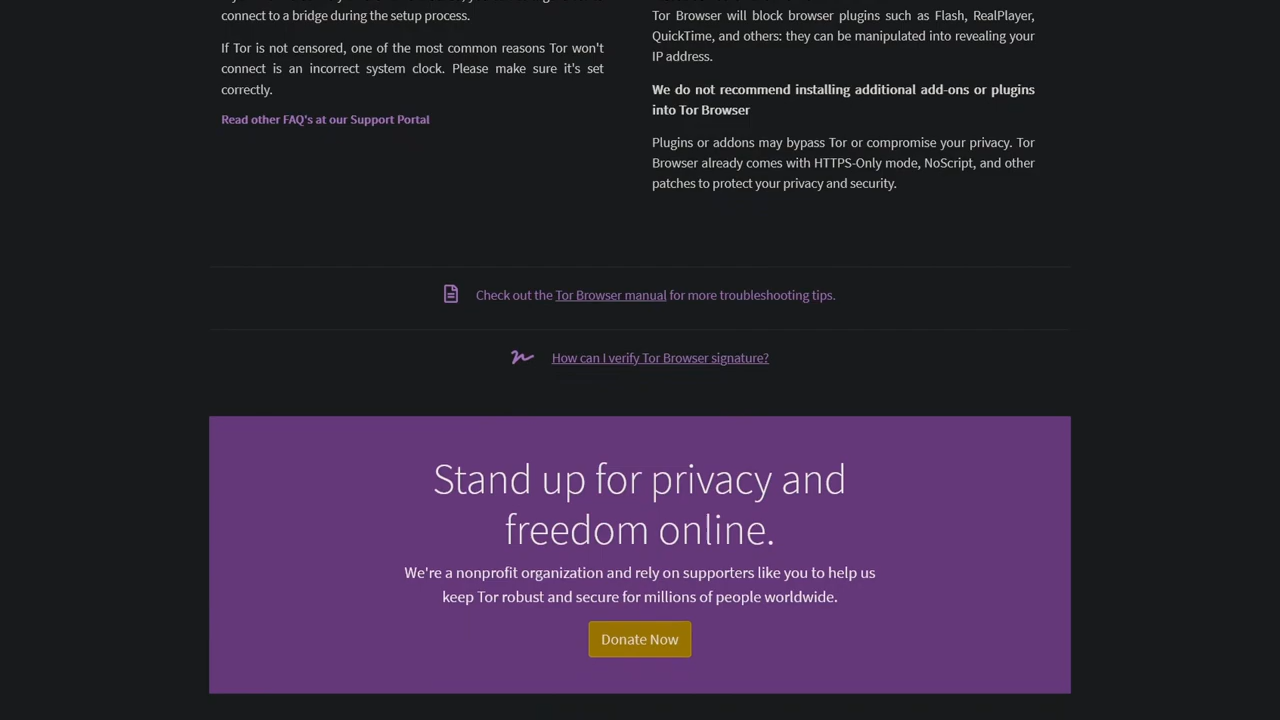 connect to a bridge during the setup process.
If Tor is not censored, one of the most common reasons Tor won't
connect is an incorrect system clock. Please make sure it's set
correctly.
Read other FAQ's at our Support Portal
Tor Browser will block browser plugins such as Flash, RealPlayer,
QuickTime, and others: they can be manipulated into revealing your
IP address.
We do not recommend installing additional add-ons or plugins
into Tor Browser
Plugins or addons may bypass Tor or compromise your privacy. Tor
Browser already comes with HTTPS-Only mode, NoScript, and other
patches to protect your privacy and security.
Check out the Tor Browser manual for more troubleshooting tips.
How can I verify Tor Browser signature?
Stand up for privacy and
freedom online.
We're a nonprofit organization and rely on supporters like you to help us
keep Tor robust and secure for millions of people worldwide.
Donate Now